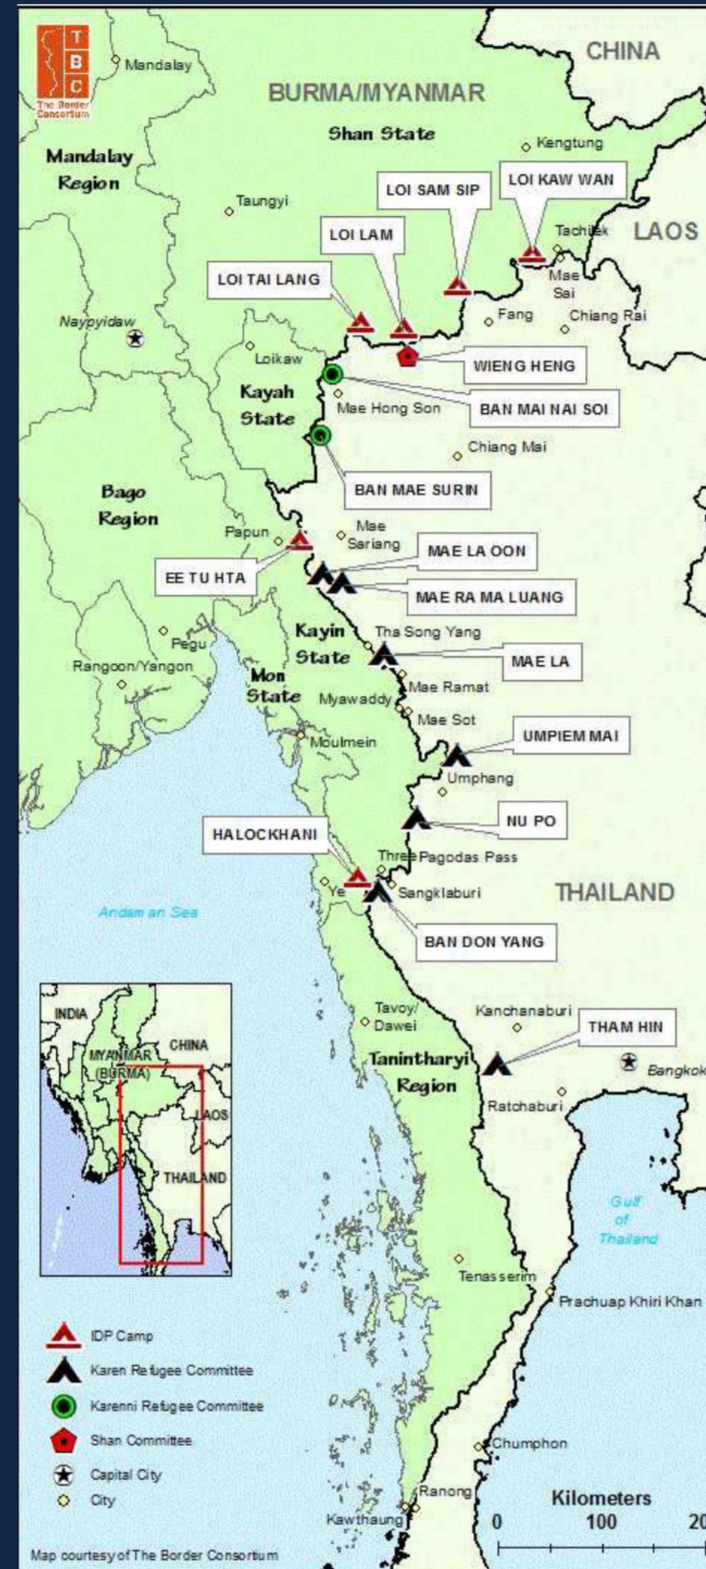 T
B
C
The Border
Consortium
CHINA
Mandalay
BURMA/MYANMAR
Shan State
Kengtung
Mandalay
Region
LOI SAM SIP
LOI KAW WAN
Taungyi
LOI LAM
Tachilek
LAOS
LOI TAI LANG
Mae
Sai
Naypyidaw
Fang
Chiang Rai
Loikaw
WIENG HENG
Kayah
State
Mae Hong Son
BAN MAI NAI SOI
Chiang Mai
Bago
Region
BAN MAE SURIN
Papun
Mae
Sariang
MAE LA OON
EE TU HTA
MAE RA MA LUANG
Pegu
Kayin
State
Tha Song Yang
MAE LA
Rangoon/Yangon
Mon
State
Mae Ramat
Myawaddy
Mae Sot
Moulmein
UMPIEM MAI
Umphang
HALOCKHANI
NU PO
Three Pagodas Pass
Ye
Sangklaburi
THAILAND
Andaman Sea
BAN DON YANG
INDIA
CHINA
MYANMAR
(BURMA)
LAOS
THAILAND
Tavoy/
Dawei
Kanchanaburi
THAM HIN
Tanintharyi
Region
Bangkok
Ratchaburi
Gulf
of
Thailand
Tenasserim
Prachuap Khiri Khan
IDP Camp
Karen Refugee Committee
Karenni Refugee Committee
Shan Committee
Capital City
City
Chumphon
Ranong
Kawthaung
Kilometers
0 100 20
Map courtesy of The Border Consortium